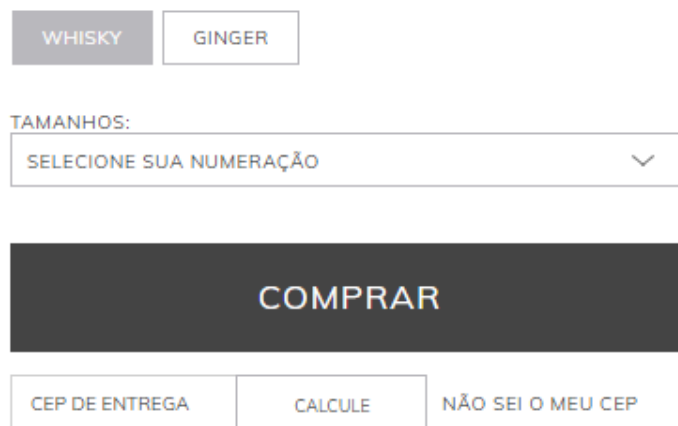 WHISKY GINGER
TAMANHOS:
SELECIONE SUA NUMERAÇÃO
COMPRAR
CEP DE ENTREGA CALCULE NÃO SEI O MEU CEP